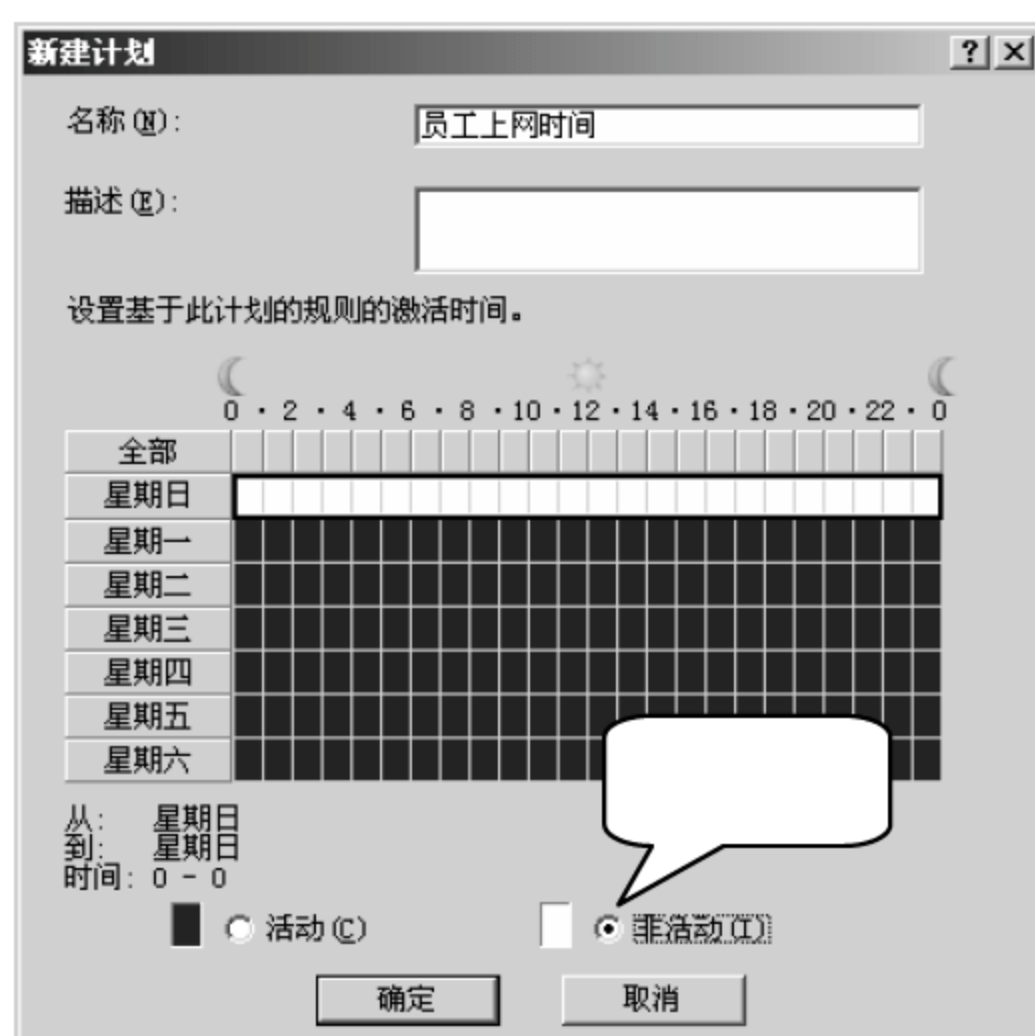 新建计划
名称(N):
员工上网时间
描述(E):
设置基于此计划的规则的激活时间。
0 · 2 · 4 · 6 · 8 · 10 · 12 · 14 · 16 · 18 · 20 · 22 · 0
全部
星期日
星期一
星期二
星期三
星期四
星期五
星期六
从: 星期日
到: 星期日
时间: 0 - 0
活动(C) 非活动(I)
确定 取消